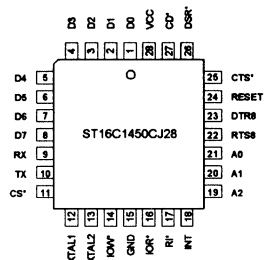 D3 D2 D1 D0 VCC CD* DSR*
4 3 2 1 28 27 26
D4 5 25 CTS*
D5 6 24 RESET
D6 7 23 DTR8
D7 8 ST16C1450CJ28 22 RTS8
RX 9 21 A0
TX 10 20 A1
CS* 11 19 A2
12 13 14 15 16 17 18
XTAL1 XTAL2 IOW* GND IOR* RI* INT